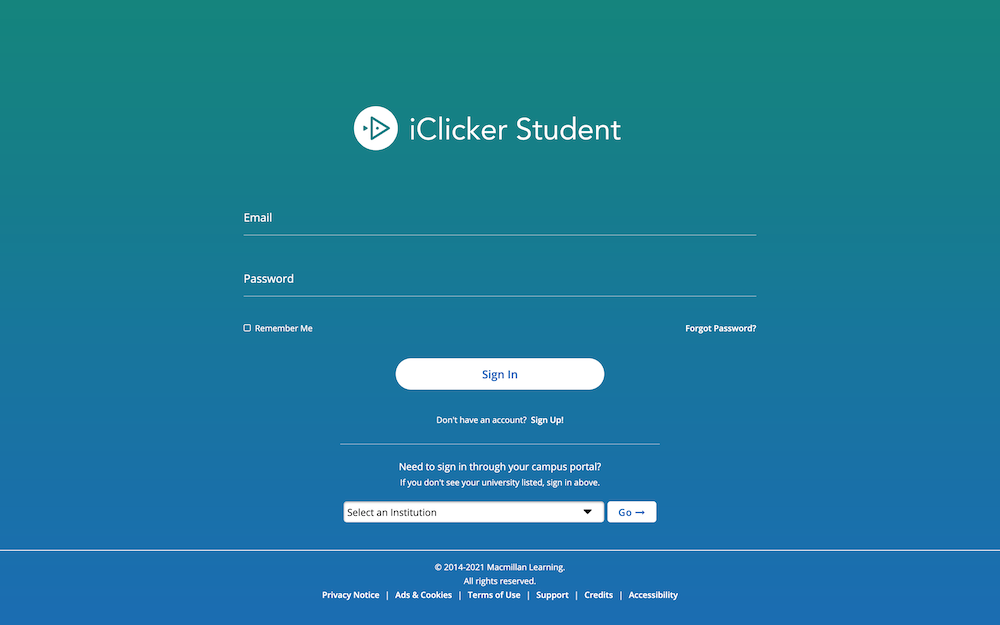 iClicker Student
Email
Password
Remember Me Forgot Password?
Sign In
Don't have an account? Sign Up!
Need to sign in through your campus portal?
If you don't see your university listed, sign in above.
Select an Institution Go →
© 2014-2021 Macmillan Learning.
All rights reserved.
Privacy Notice | Ads & Cookies | Terms of Use | Support | Credits | Accessibility